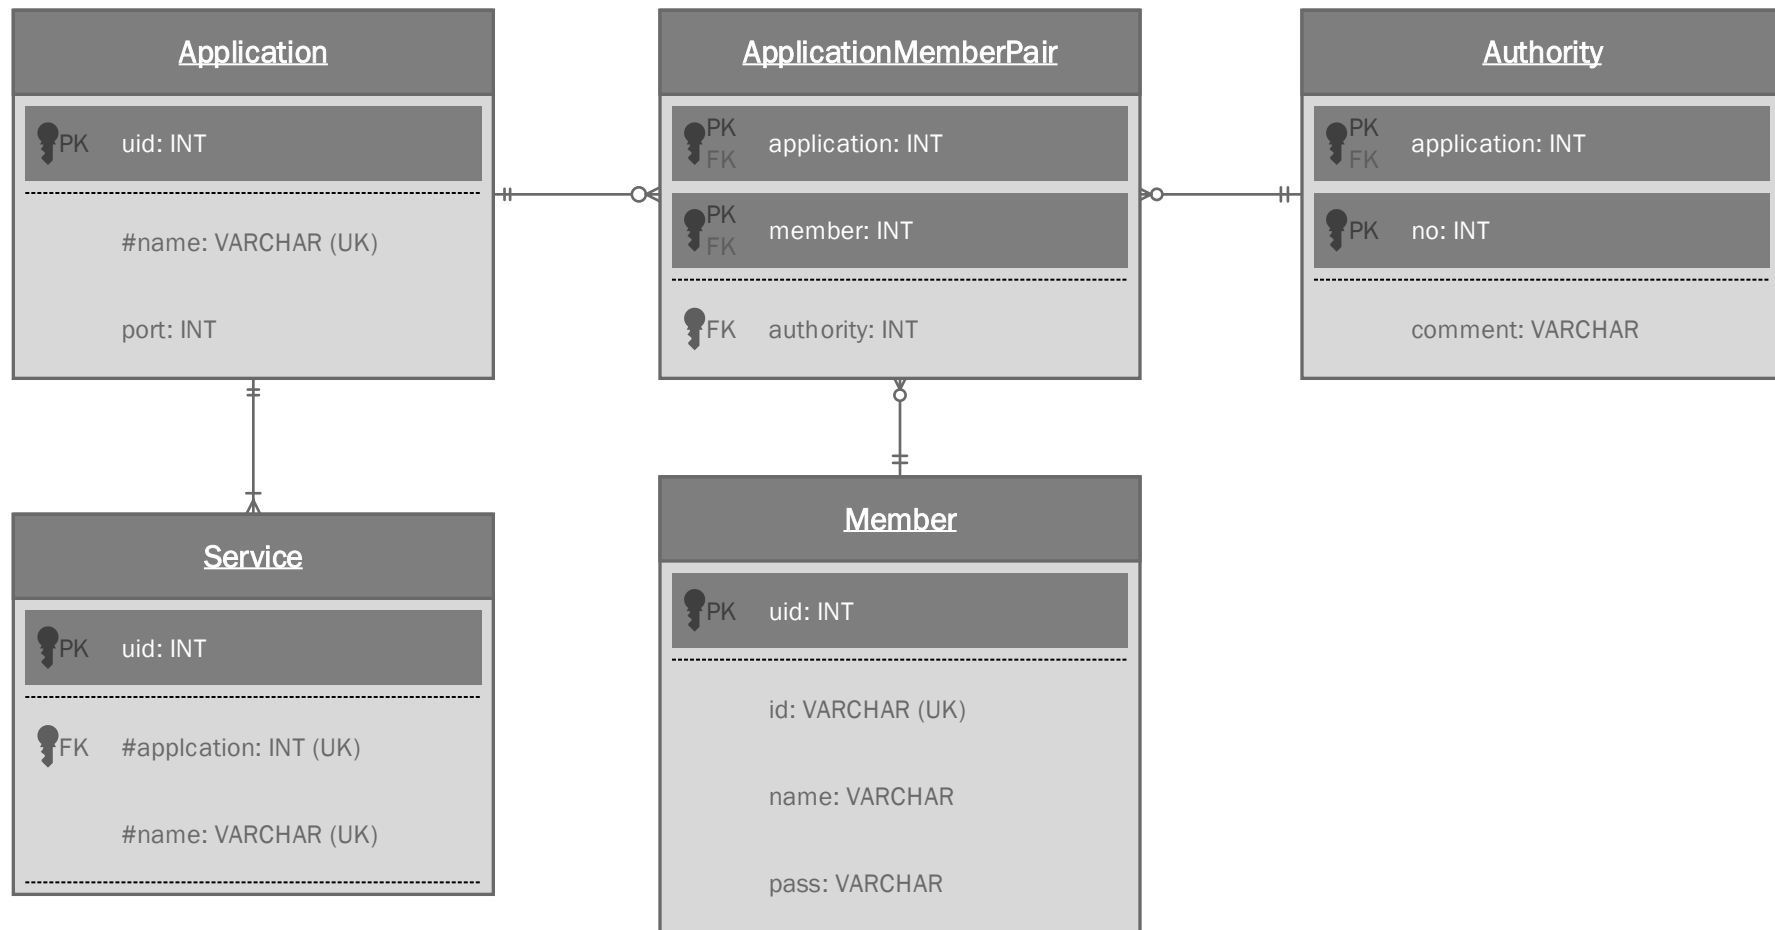 Application
PK uid: INT
#name: VARCHAR (UK)
port: INT
ApplicationMemberPair
PK
FK application: INT
PK
FK member: INT
FK authority: INT
Authority
PK
FK application: INT
PK no: INT
comment: VARCHAR
Service
PK uid: INT
FK #applcation: INT (UK)
#name: VARCHAR (UK)
Member
PK uid: INT
id: VARCHAR (UK)
name: VARCHAR
pass: VARCHAR